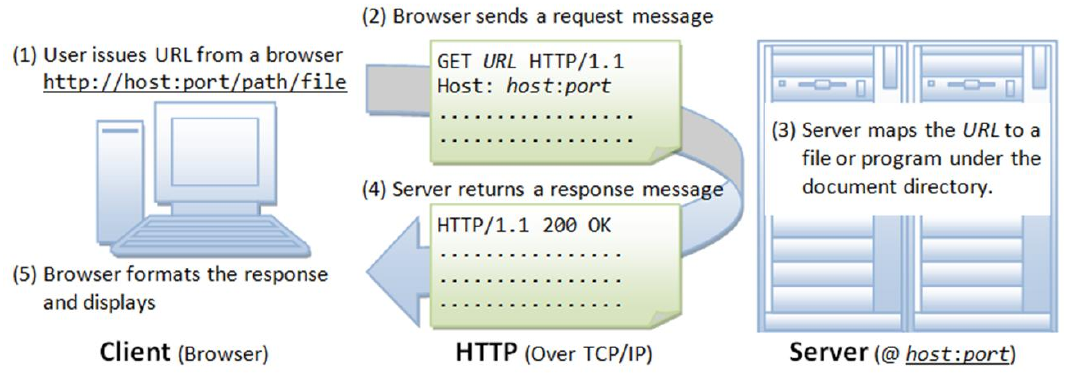 (1) User issues URL from a browser
http://host:port/path/file
(2) Browser sends a request message
GET URL HTTP/1.1
Host: host:port
.................
.................
(3) Server maps the URL to a
file or program under the
document directory.
(4) Server returns a response message
HTTP/1.1 200 OK
................
................
................
(5) Browser formats the response
and displays
Client (Browser)
HTTP (Over TCP/IP)
Server (@ host:port)